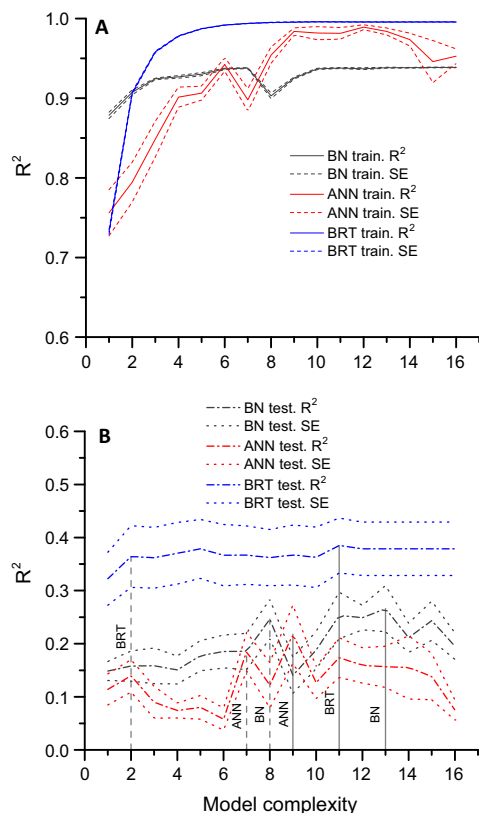 A
1.0
0.9
0.8
0.7
0.6
R²
BN train. R²
BN train. SE
ANN train. R²
ANN train. SE
BRT train. R²
BRT train. SE
0 2 4 6 8 10 12 14 16
B
BN test. R²
BN test. SE
ANN test. R²
ANN test. SE
BRT test. R²
BRT test. SE
0.6
0.5
0.4
0.3
0.2
0.1
0.0
R²
BRT
ANN
BN
ANN
BRT
BN
0 2 4 6 8 10 12 14 16
Model complexity